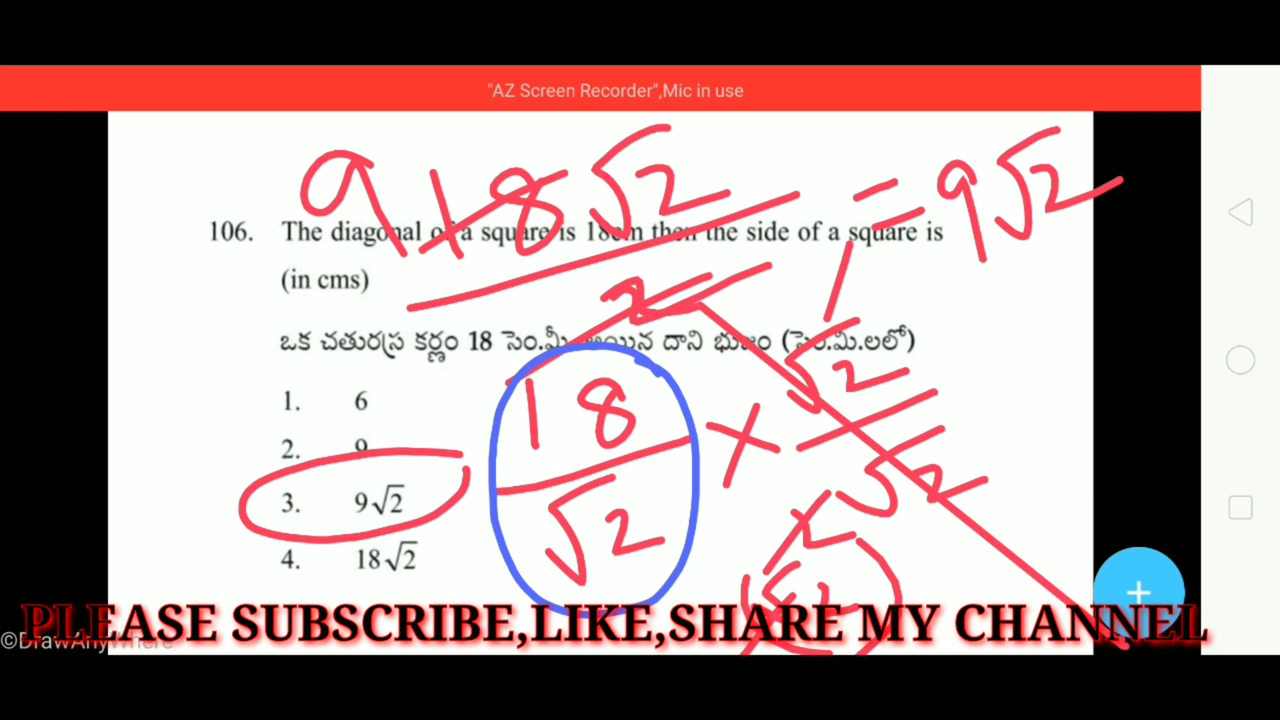 "AZ Screen Recorder",Mic in use
9 18√2 / 2 = 9√2
106. The diagonal of a square is 18cm then the side of a square is
(in cms)
ఒక చతురస్ర కర్ణం 18 సెం.మీ. అయిన దాని భుజం (సెం.మీ.లలో)
1. 6
2. 9
3. 9√2
4. 18√2
18/√2 × √2/√2
PLEASE SUBSCRIBE,LIKE,SHARE MY CHANNEL
©DrawAnyWhere